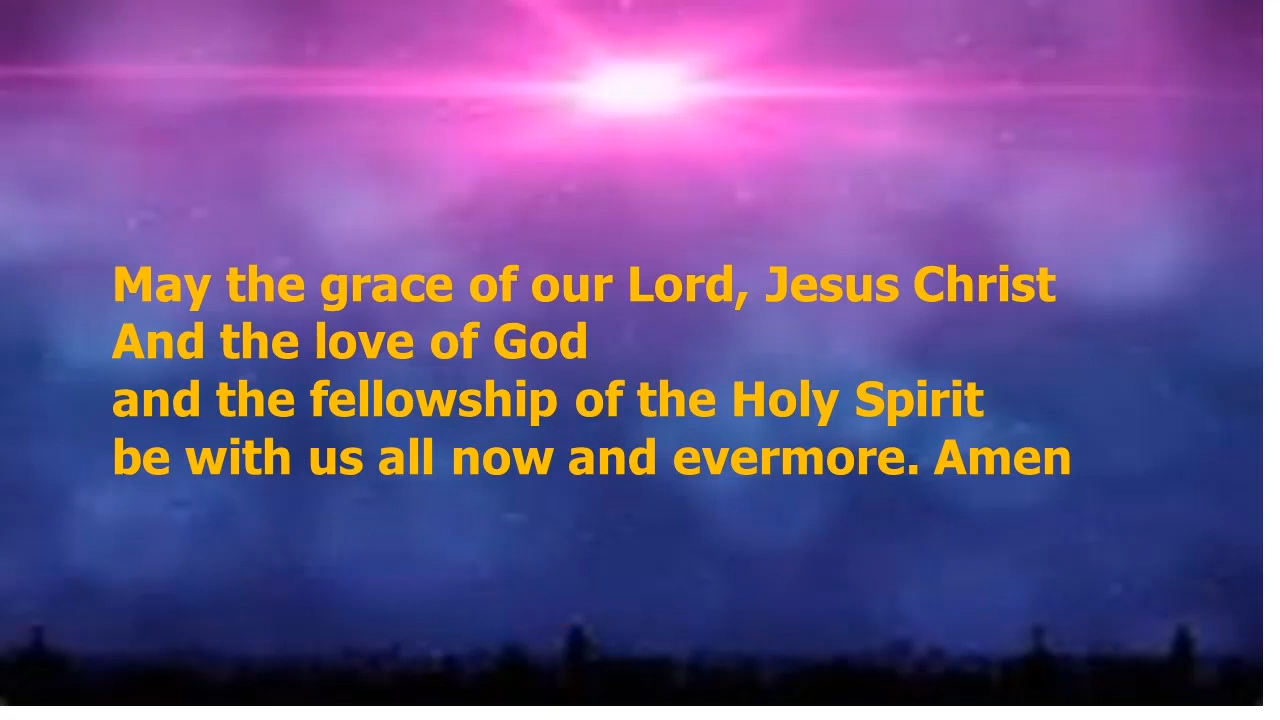 May the grace of our Lord, Jesus Christ
And the love of God
and the fellowship of the Holy Spirit
be with us all now and evermore. Amen